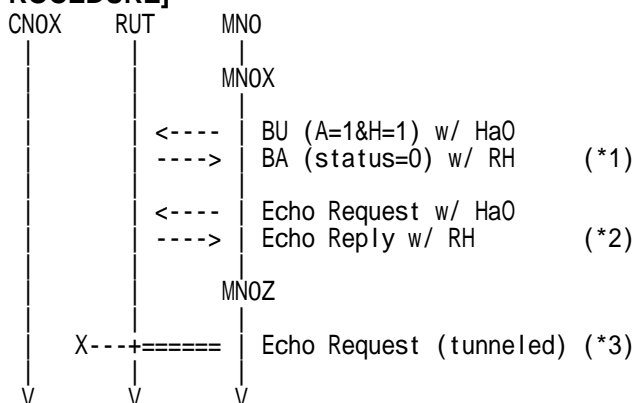 ROCEDURE]
CNOX RUT MNO
| | |
| | MNOX
| | |
| | <---- | BU (A=1&H=1) w/ HaO
| | ----> | BA (status=0) w/ RH (*1)
| | |
| | <---- | Echo Request w/ HaO
| | ----> | Echo Reply w/ RH (*2)
| | |
| | MNOZ
| | |
| X---+====== | Echo Request (tunneled) (*3)
| | |
V V V